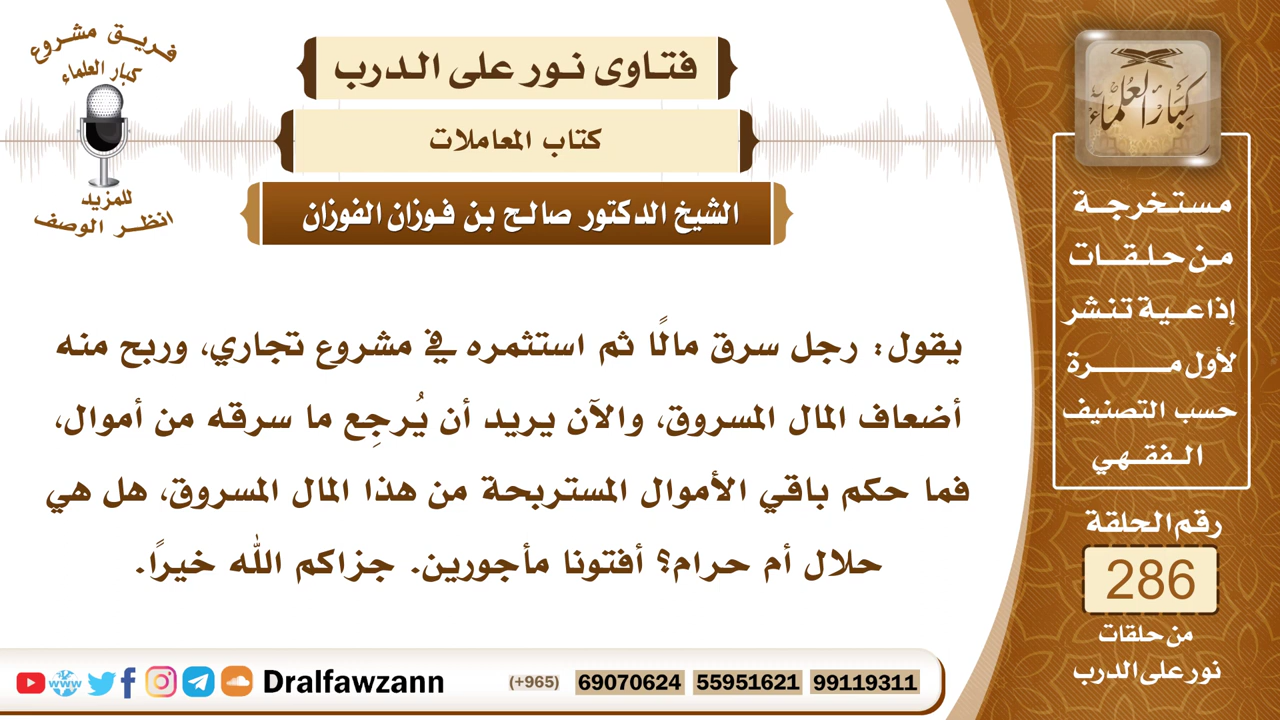 فريق مشروع
كبار العلماء
للمزيد
انظر الوصف
فتاوى نور على الدرب
كتاب المعاملات
الشيخ الدكتور صالح بن فوزان الفوزان
يقول: رجل سرق مالًا ثم استثمره في مشروع تجاري، وربح منه
أضعاف المال المسروق، والآن يريد أن يُرجِع ما سرقه من أموال،
فما حكم باقي الأموال المستربحة من هذا المال المسروق، هل هي
حلال أم حرام؟ أفتونا مأجورين. جزاكم الله خيرًا.
كبار العلماء
مستخرجة
من حلقات
إذاعية تنشر
لأول مرة
حسب التصنيف
الفقهي
رقم الحلقة
286
من حلقات
نور على الدرب
www Dralfawzann (+965) 69070624 55951621 99119311